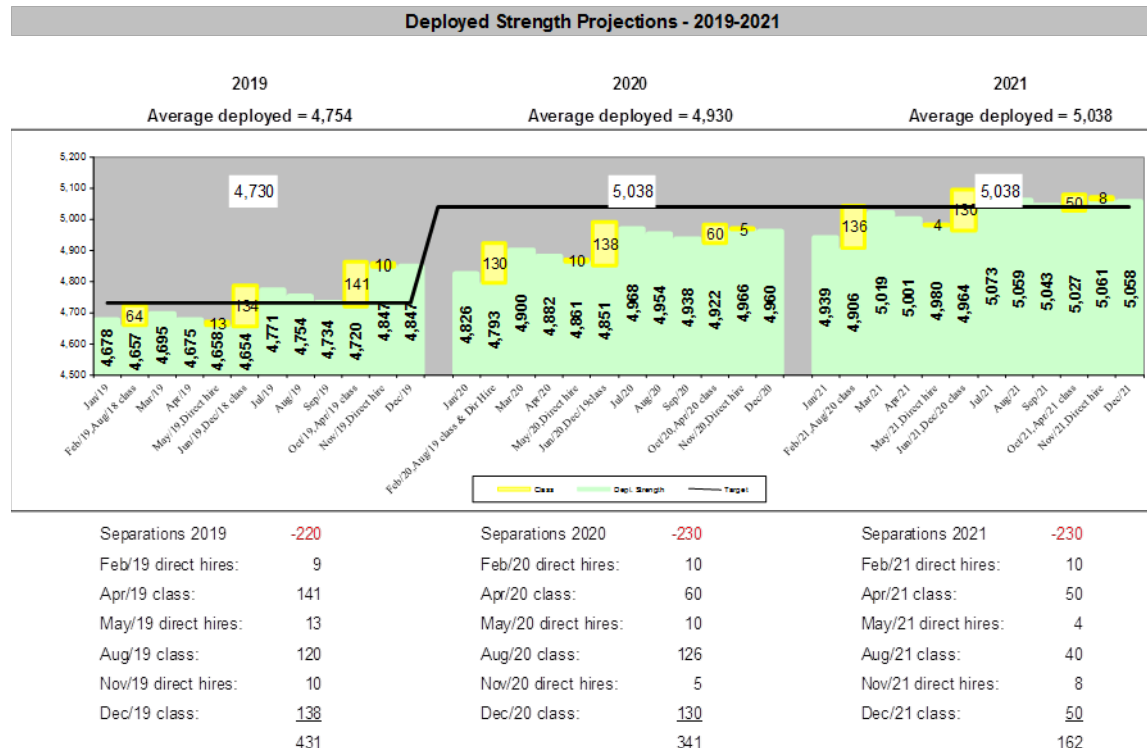 Deployed Strength Projections - 2019-2021
2019 2020 2021
Average deployed = 4,754 Average deployed = 4,930 Average deployed = 5,038
5,200
5,100
5,000
4,900
4,800
4,700
4,600
4,500
4,730 5,038 5,038
64 13 134 141 10 130 10 138 60 5 136 4 130 50 8
4,678 4,657 4,695 4,675 4,658 4,654 4,771 4,754 4,734 4,720 4,847 4,847 4,826 4,793 4,900 4,882 4,861 4,851 4,968 4,954 4,938 4,922 4,966 4,960 4,939 4,906 5,019 5,001 4,980 4,964 5,073 5,059 5,043 5,027 5,061 5,058
Jan/19
Feb/19,Aug/18 class
Mar/19
Apr/19
May/19,Direct hire
Jun/19,Dec/18 class
Jul/19
Aug/19
Sep/19
Oct/19,Apr/19 class
Nov/19,Direct hire
Dec/19
Jan/20
Feb/20,Aug/19 class & Dir Hire
Mar/20
Apr/20
May/20,Direct hire
Jun/20,Dec/19class
Jul/20
Aug/20
Sep/20
Oct/20,Apr/20 class
Nov/20,Direct hire
Dec/20
Jan/21
Feb/21,Aug/20 class
Mar/21
Apr/21
May/21,Direct hire
Jun/21,Dec/20 class
Jul/21
Aug/21
Sep/21
Oct/21,Apr/21 class
Nov/21,Direct hire
Dec/21
Class Depl. Strength Target
Separations 2019 -220 Separations 2020 -230 Separations 2021 -230
Feb/19 direct hires: 9 Feb/20 direct hires: 10 Feb/21 direct hires: 10
Apr/19 class: 141 Apr/20 class: 60 Apr/21 class: 50
May/19 direct hires: 13 May/20 direct hires: 10 May/21 direct hires: 4
Aug/19 class: 120 Aug/20 class: 126 Aug/21 class: 40
Nov/19 direct hires: 10 Nov/20 direct hires: 5 Nov/21 direct hires: 8
Dec/19 class: 138 Dec/20 class: 130 Dec/21 class: 50
431 341 162